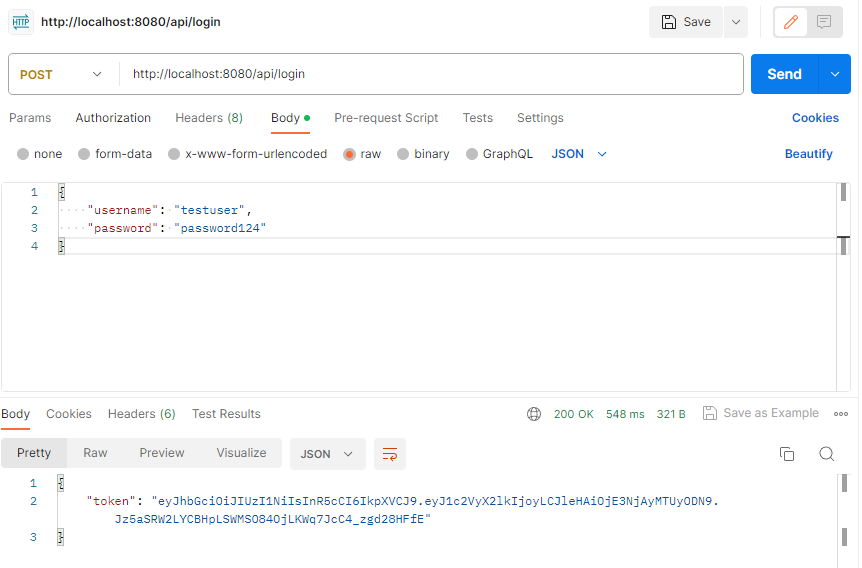 HTTP http://localhost:8080/api/login Save
POST http://localhost:8080/api/login Send
Params Authorization Headers (8) Body Pre-request Script Tests Settings Cookies
none form-data x-www-form-urlencoded raw binary GraphQL JSON Beautify
1 {
2 "username": "testuser",
3 "password": "password124"
4 }
Body Cookies Headers (6) Test Results 200 OK 548 ms 321 B Save as Example
Pretty Raw Preview Visualize JSON
1 {
2 "token": "eyJhbGciOiJIUzI1NiIsInR5cCI6IkpXVCJ9.eyJ1c2VyX2lkIjoyLCJleHAiOjE3NjAyMTUyODN9.
Jz5aSRW2LYCBHpLSWMSO84OjLKWq7JcC4_zgd28HFfE"
3 }